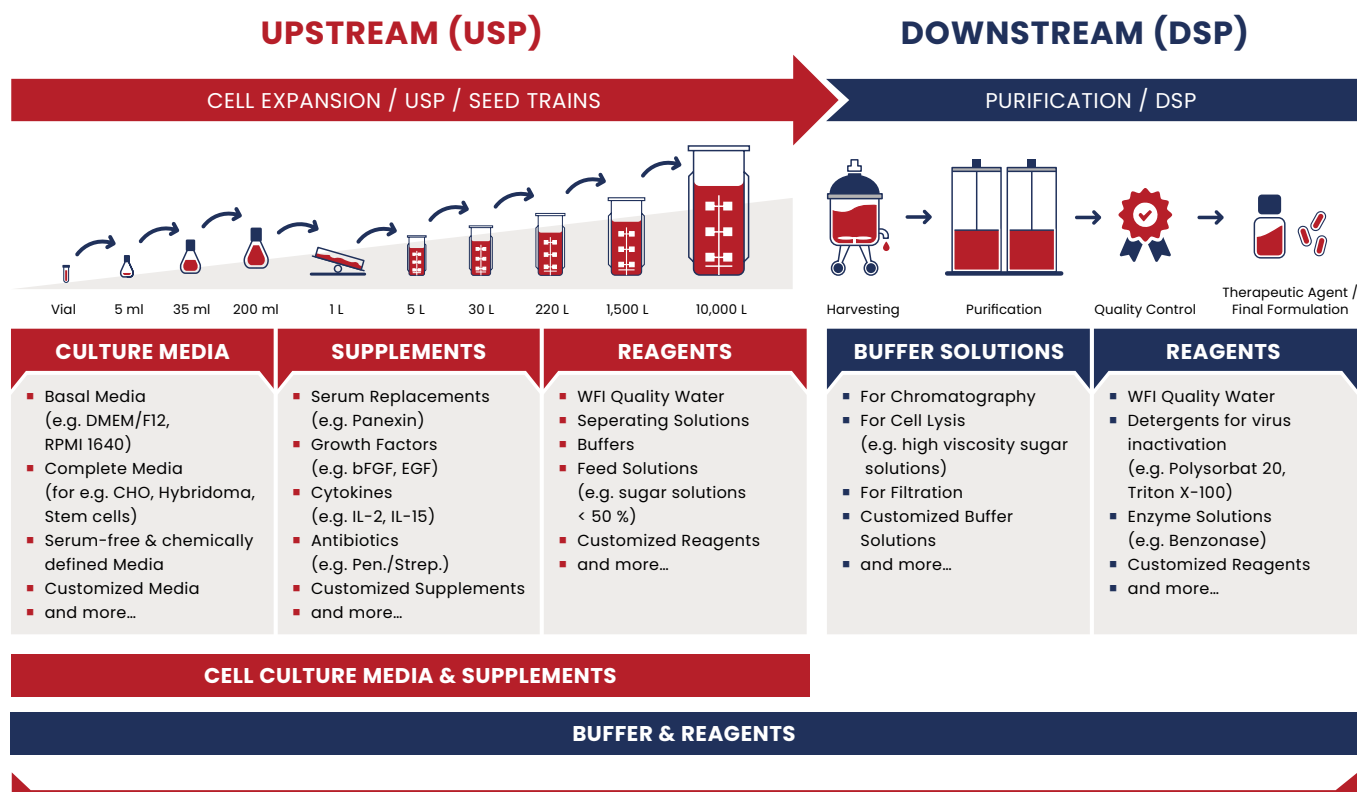 UPSTREAM (USP)
DOWNSTREAM (DSP)
CELL EXPANSION / USP / SEED TRAINS
PURIFICATION / DSP
Vial
5 ml
35 ml
200 ml
1 L
5 L
30 L
220 L
1,500 L
10,000 L
Harvesting
Purification
Quality Control
Therapeutic Agent /
Final Formulation
CULTURE MEDIA
Basal Media
(e.g. DMEM/F12,
RPMI 1640)
Complete Media
(for e.g. CHO, Hybridoma,
Stem cells)
Serum-free & chemically
defined Media
Customized Media
and more…
SUPPLEMENTS
Serum Replacements
(e.g. Panexin)
Growth Factors
(e.g. bFGF, EGF)
Cytokines
(e.g. IL-2, IL-15)
Antibiotics
(e.g. Pen./Strep.)
Customized Supplements
and more…
REAGENTS
WFI Quality Water
Seperating Solutions
Buffers
Feed Solutions
(e.g. sugar solutions
< 50 %)
Customized Reagents
and more…
BUFFER SOLUTIONS
For Chromatography
For Cell Lysis
(e.g. high viscosity sugar
solutions)
For Filtration
Customized Buffer
Solutions
and more…
REAGENTS
WFI Quality Water
Detergents for virus
inactivation
(e.g. Polysorbat 20,
Triton X-100)
Enzyme Solutions
(e.g. Benzonase)
Customized Reagents
and more…
CELL CULTURE MEDIA & SUPPLEMENTS
BUFFER & REAGENTS